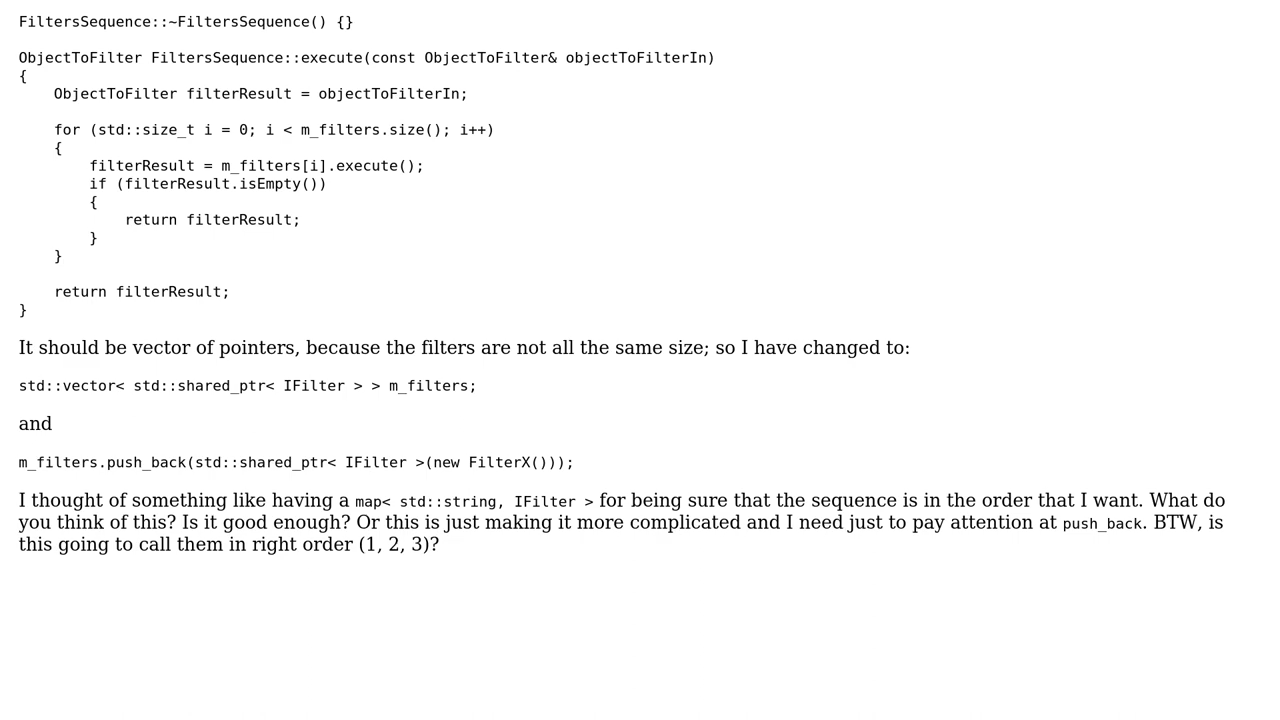 FiltersSequence::~FiltersSequence() {}
ObjectToFilter FiltersSequence::execute(const ObjectToFilter& objectToFilterIn)
{
    ObjectToFilter filterResult = objectToFilterIn;
    for (std::size_t i = 0; i < m_filters.size(); i++)
    {
        filterResult = m_filters[i].execute();
        if (filterResult.isEmpty())
        {
            return filterResult;
        }
    }
    return filterResult;
}
It should be vector of pointers, because the filters are not all the same size; so I have changed to:
std::vector< std::shared_ptr< IFilter > > m_filters;
and
m_filters.push_back(std::shared_ptr< IFilter >(new FilterX()));
I thought of something like having a map< std::string, IFilter > for being sure that the sequence is in the order that I want. What do
you think of this? Is it good enough? Or this is just making it more complicated and I need just to pay attention at push_back. BTW, is
this going to call them in right order (1, 2, 3)?